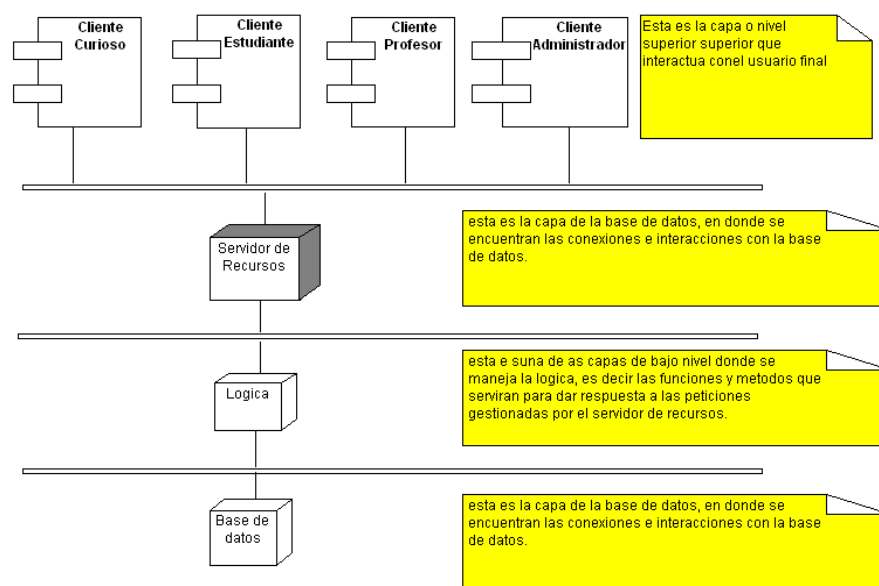 Cliente
Curioso
Cliente
Estudiante
Cliente
Profesor
Cliente
Administrador
Esta es la capa o nivel
superior superior que
interactua conel usuario final
Servidor de
Recursos
esta es la capa de la base de datos, en donde se
encuentran las conexiones e interacciones con la base
de datos.
Logica
esta e suna de as capas de bajo nivel donde se
maneja la logica, es decir las funciones y metodos que
serviran para dar respuesta a las peticiones
gestionadas por el servidor de recursos.
Base de
datos
esta es la capa de la base de datos, en donde se
encuentran las conexiones e interacciones con la base
de datos.